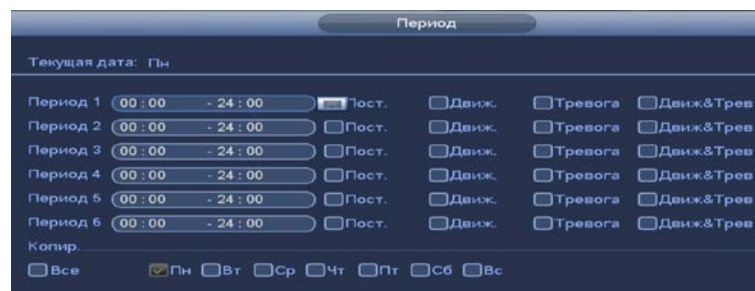 Период
Текущая дата: Пн
Период 1 00 : 00 - 24 : 00 Пост. Движ. Тревога Движ&Трев
Период 2 00 : 00 - 24 : 00 Пост. Движ. Тревога Движ&Трев
Период 3 00 : 00 - 24 : 00 Пост. Движ. Тревога Движ&Трев
Период 4 00 : 00 - 24 : 00 Пост. Движ. Тревога Движ&Трев
Период 5 00 : 00 - 24 : 00 Пост. Движ. Тревога Движ&Трев
Период 6 00 : 00 - 24 : 00 Пост. Движ. Тревога Движ&Трев
Копир.
Все Пн Вт Ср Чт Пт Сб Вс